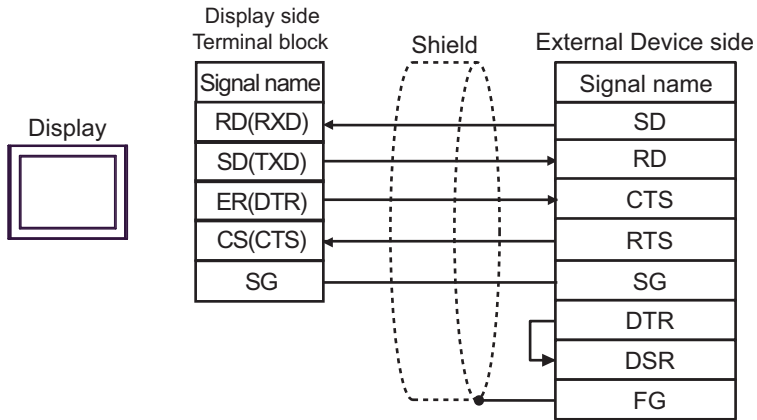 Display side
Terminal block
Shield
External Device side
Signal name
Signal name
Display
RD(RXD)
SD
SD(TXD)
RD
ER(DTR)
CTS
CS(CTS)
RTS
SG
SG
DTR
DSR
FG